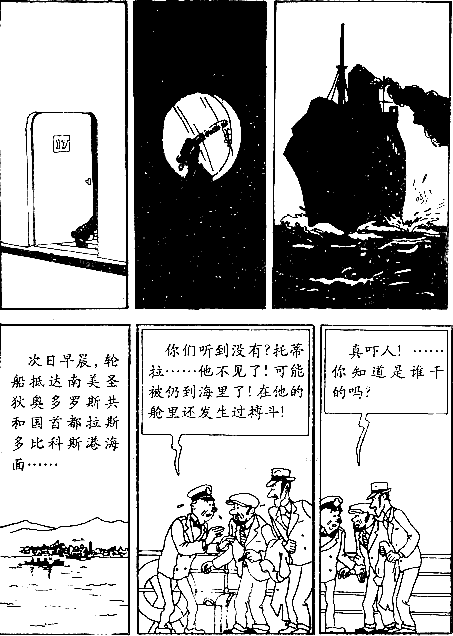 17
次日早晨,轮
船抵达南美圣
狄奥多罗斯共
和国首都拉斯
多比科斯港海
面……
你们听到没有?托蒂
拉……他不见了!可能
被扔到海里了!在他的
舱里还发生过搏斗!
真吓人!……
你知道是谁干
的吗?